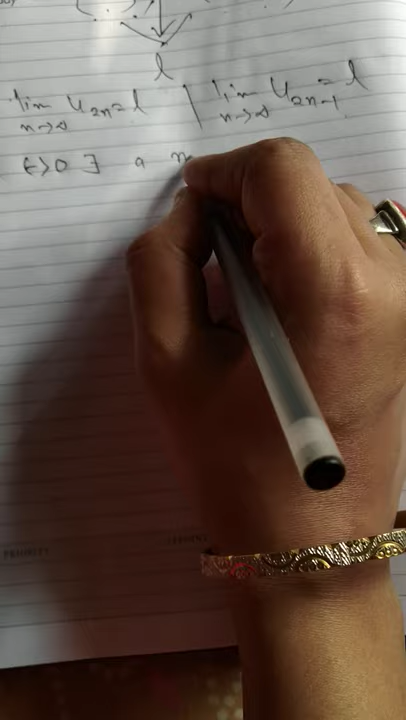 l
lim u₂ₙ = l | lim u₂ₙ₋₁ = l
n→∞ n→∞
ε>0 ∃ a